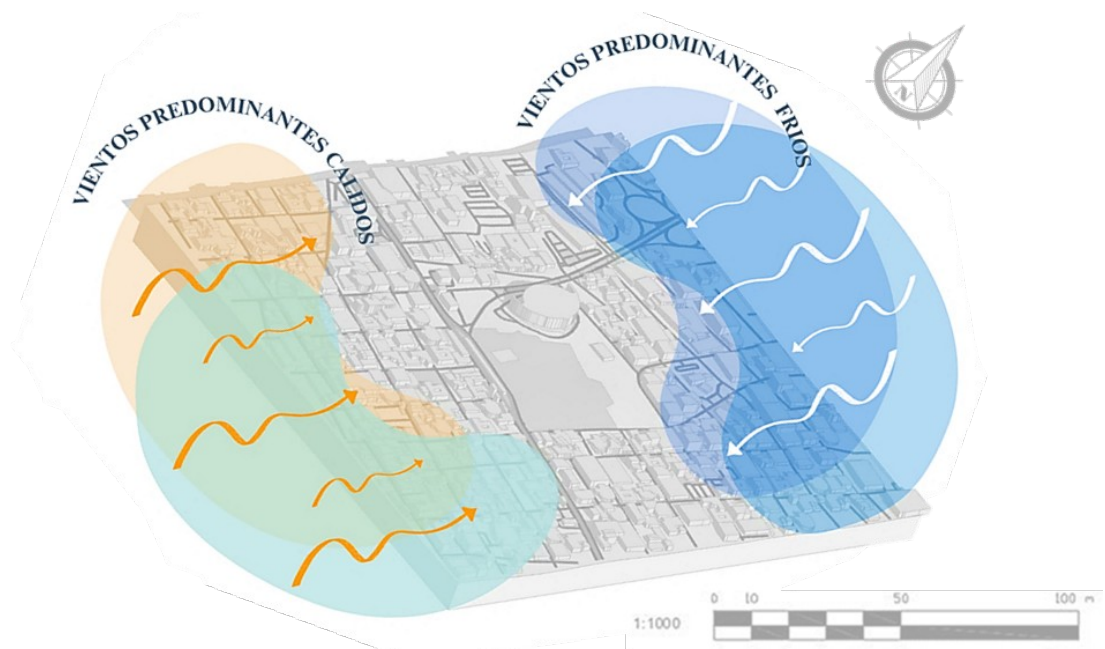 VIENTOS PREDOMINANTES CALIDOS
VIENTOS PREDOMINANTES FRIOS
N
0 10 50 100 m
1:1000